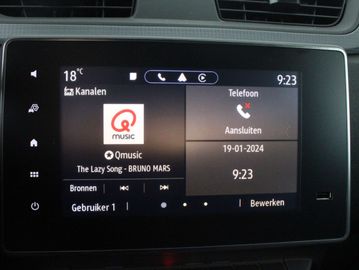 18°C
9:23
Kanalen
Telefoon
Q
music
Aansluiten
Qmusic
19-01-2024
The Lazy Song - BRUNO MARS
9:23
Bronnen
Gebruiker 1
Bewerken